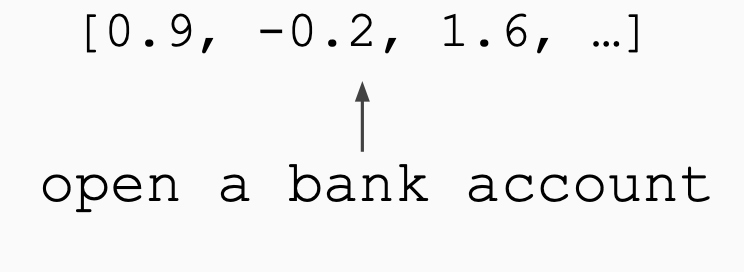 [0.9, -0.2, 1.6, …]
open a bank account